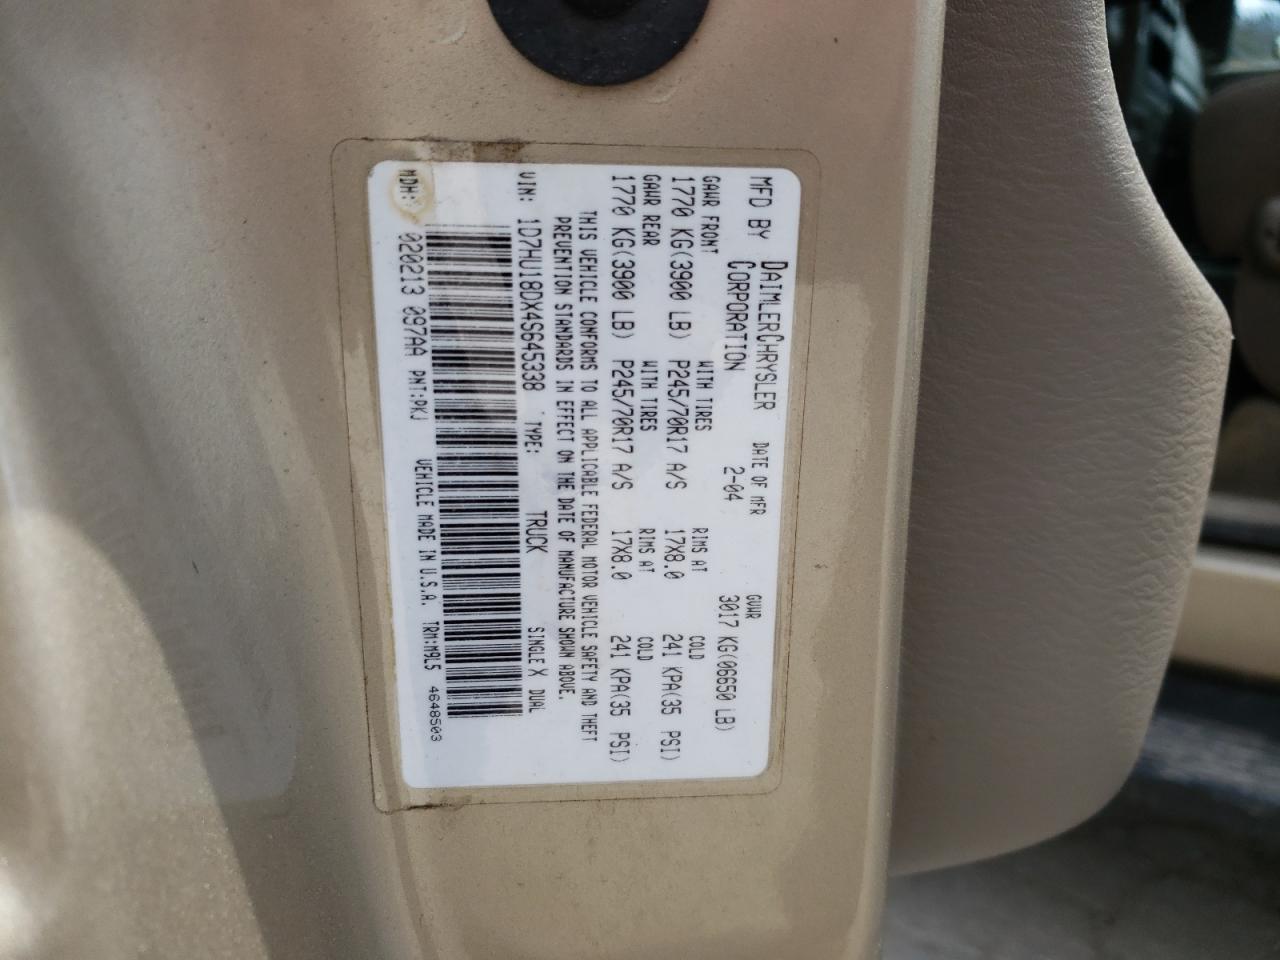 MFD BY DAIMLERCHRYSLER CORPORATION DATE OF MFR 2-04 GVWR 3017 KG(06650 LB)
GAWR FRONT WITH TIRES RIMS AT COLD
1770 KG(3900 LB) P245/70R17 A/S 17X8.0 241 KPA(35 PSI)
GAWR REAR WITH TIRES RIMS AT COLD
1770 KG(3900 LB) P245/70R17 A/S 17X8.0 241 KPA(35 PSI)
THIS VEHICLE CONFORMS TO ALL APPLICABLE FEDERAL MOTOR VEHICLE SAFETY AND THEFT
PREVENTION STANDARDS IN EFFECT ON THE DATE OF MANUFACTURE SHOWN ABOVE.
VIN: 1D7HU18DX4S645338 TYPE: TRUCK SINGLE X DUAL
MDH: 020213 097AA PNT:PKJ VEHICLE MADE IN U.S.A. TRM:M9L5 4648503